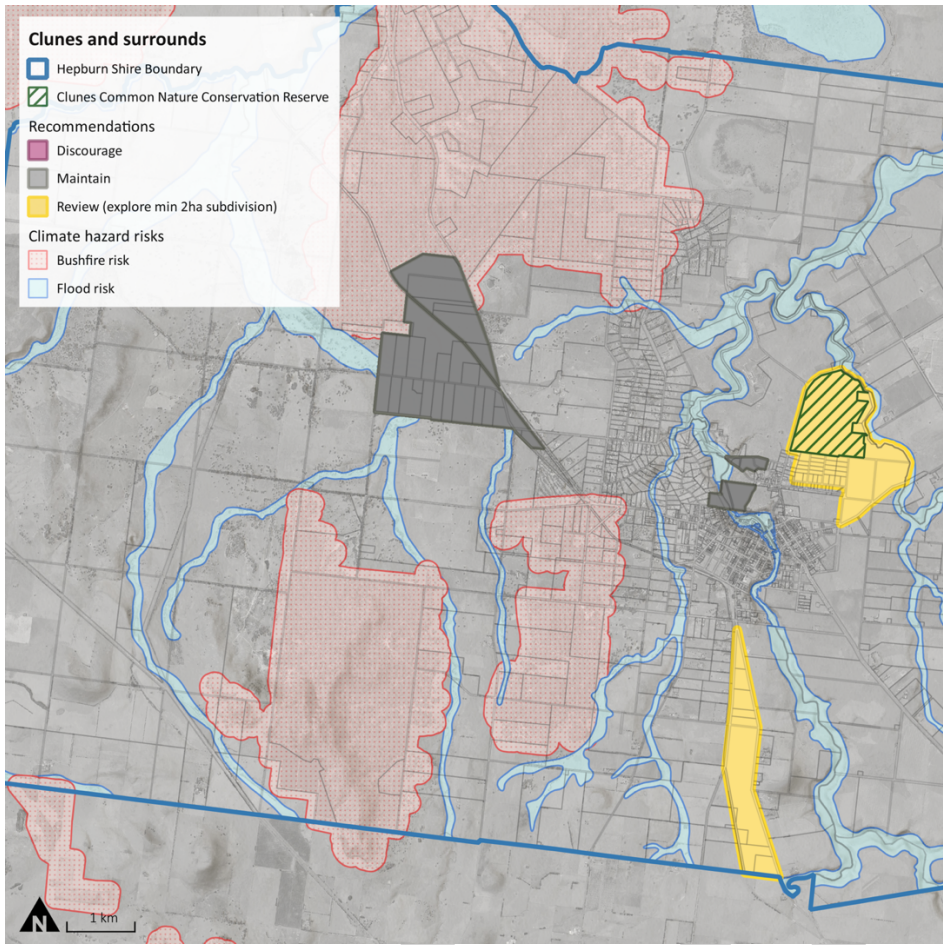 Clunes and surrounds
Hepburn Shire Boundary
Clunes Common Nature Conservation Reserve
Recommendations
Discourage
Maintain
Review (explore min 2ha subdivision)
Climate hazard risks
Bushfire risk
Flood risk
N
1 km